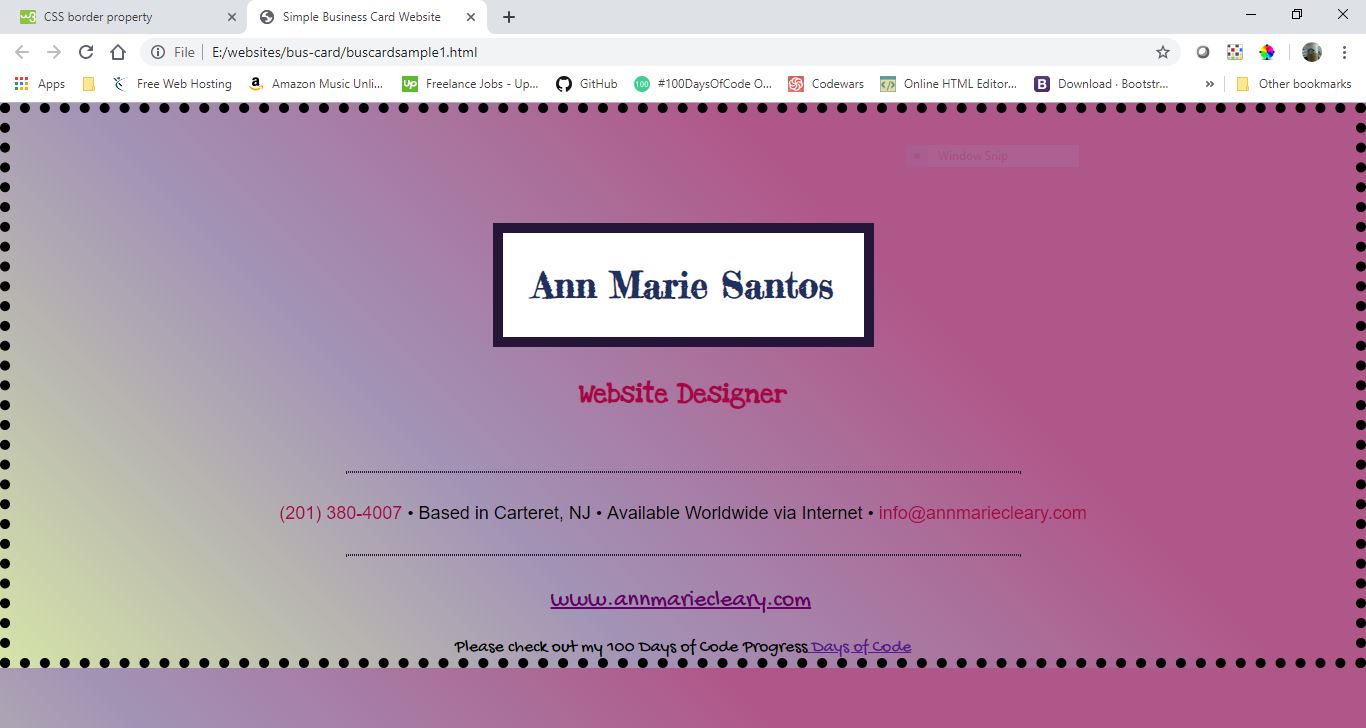 CSS border property
Simple Business Card Website
File | E:/websites/bus-card/buscardsample1.html
Apps Free Web Hosting Amazon Music Unli... Up Freelance Jobs - Up... GitHub 100 #100DaysOfCode O... Codewars Online HTML Editor... B Download · Bootstr... » Other bookmarks
Window Snip
Ann Marie Santos
Website Designer
(201) 380-4007 • Based in Carteret, NJ • Available Worldwide via Internet • info@annmariecleary.com
www.annmariecleary.com
Please check out my 100 Days of Code Progress Days of Code